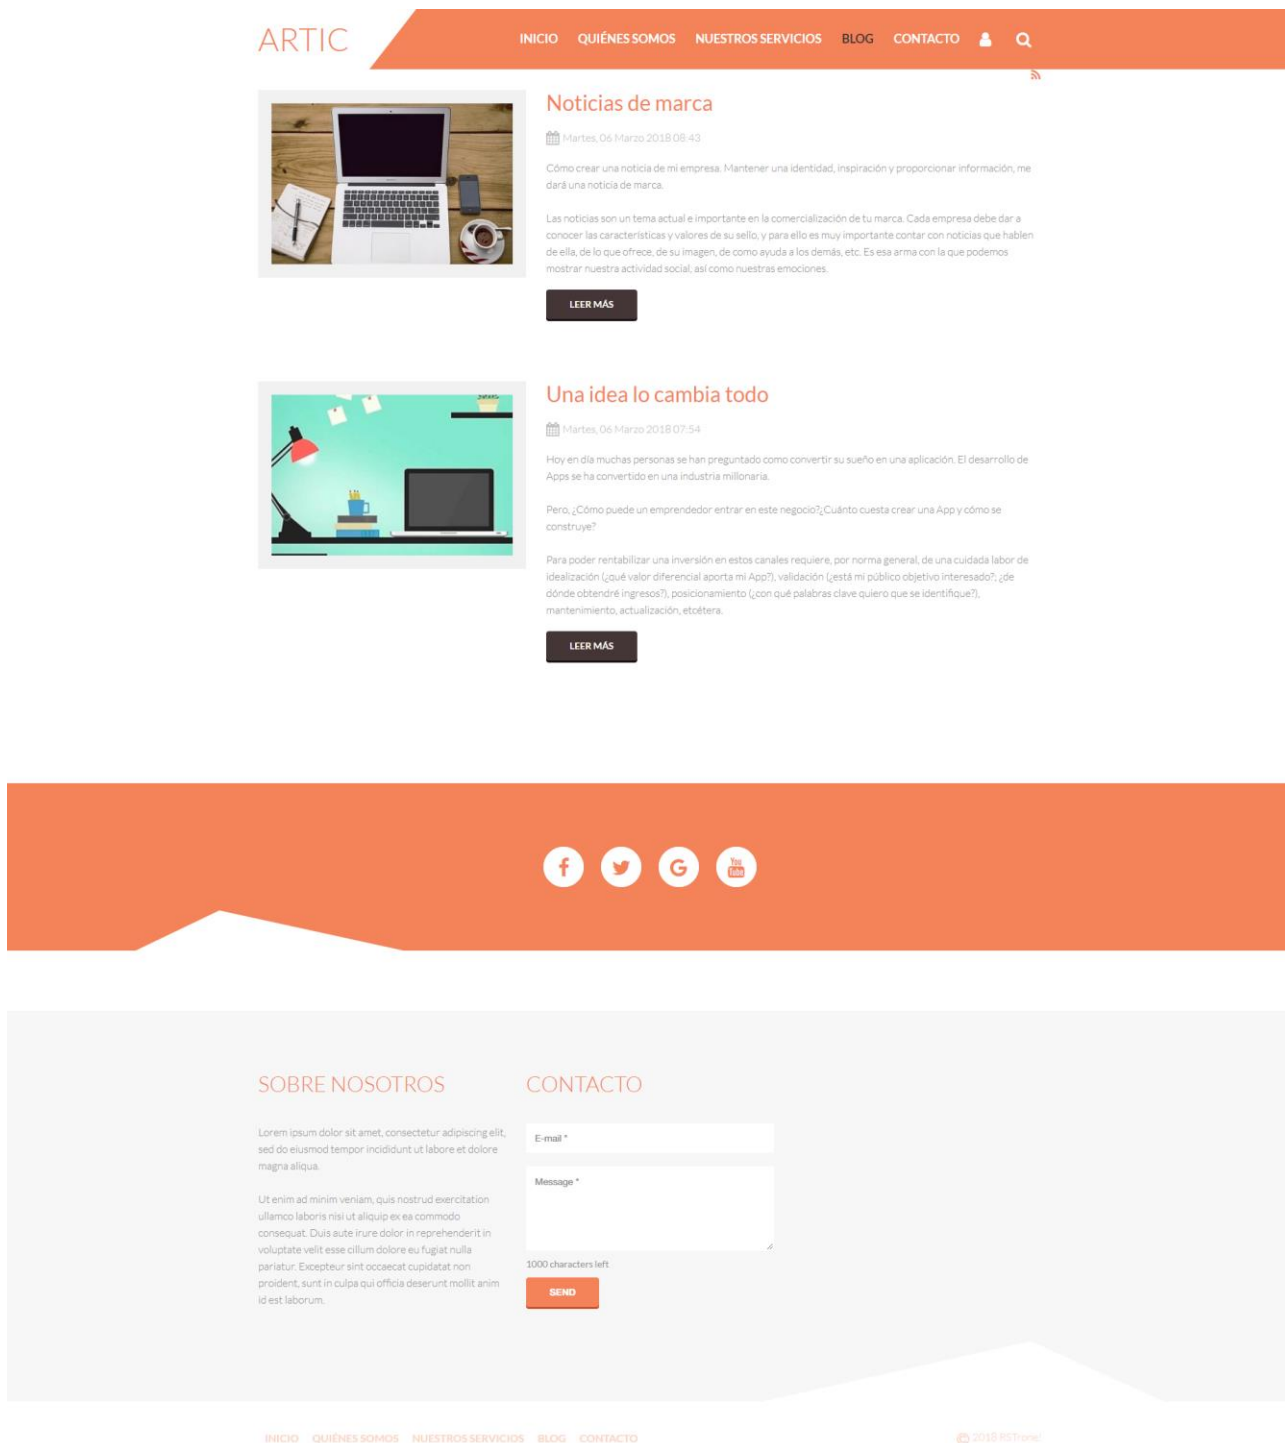 ARTIC
INICIO QUIÉNES SOMOS NUESTROS SERVICIOS BLOG CONTACTO
Noticias de marca
Martes, 06 Marzo 2018 08:43
Cómo crear una noticia de mi empresa. Mantener una identidad, inspiración y proporcionar información, me
dará una noticia de marca.
Las noticias son un tema actual e importante en la comercialización de tu marca. Cada empresa debe dar a
conocer las características y valores de su sello, y para ello es muy importante contar con noticias que hablen
de ella, de lo que ofrece, de su imagen, de como ayuda a los demás, etc. Es esa arma con la que podemos
mostrar nuestra actividad social, así como nuestras emociones.
LEER MÁS
Una idea lo cambia todo
Martes, 06 Marzo 2018 07:54
Hoy en día muchas personas se han preguntado como convertir su sueño en una aplicación. El desarrollo de
Apps se ha convertido en una industria millonaria.
Pero, ¿Cómo puede un emprendedor entrar en este negocio?¿Cuánto cuesta crear una App y cómo se
construye?
Para poder rentabilizar una inversión en estos canales requiere, por norma general, de una cuidada labor de
idealización (¿qué valor diferencial aporta mi App?), validación (¿está mi público objetivo interesado?; ¿de
dónde obtendré ingresos?), posicionamiento (¿con qué palabras clave quiero que se identifique?),
mantenimiento, actualización, etcétera.
LEER MÁS
You
Tube
SOBRE NOSOTROS
Lorem ipsum dolor sit amet, consectetur adipiscing elit,
sed do eiusmod tempor incididunt ut labore et dolore
magna aliqua.
Ut enim ad minim veniam, quis nostrud exercitation
ullamco laboris nisi ut aliquip ex ea commodo
consequat. Duis aute irure dolor in reprehenderit in
voluptate velit esse cillum dolore eu fugiat nulla
pariatur. Excepteur sint occaecat cupidatat non
proident, sunt in culpa qui officia deserunt mollit anim
id est laborum.
CONTACTO
E-mail *
Message *
1000 characters left
SEND
INICIO QUIÉNES SOMOS NUESTROS SERVICIOS BLOG CONTACTO
2018